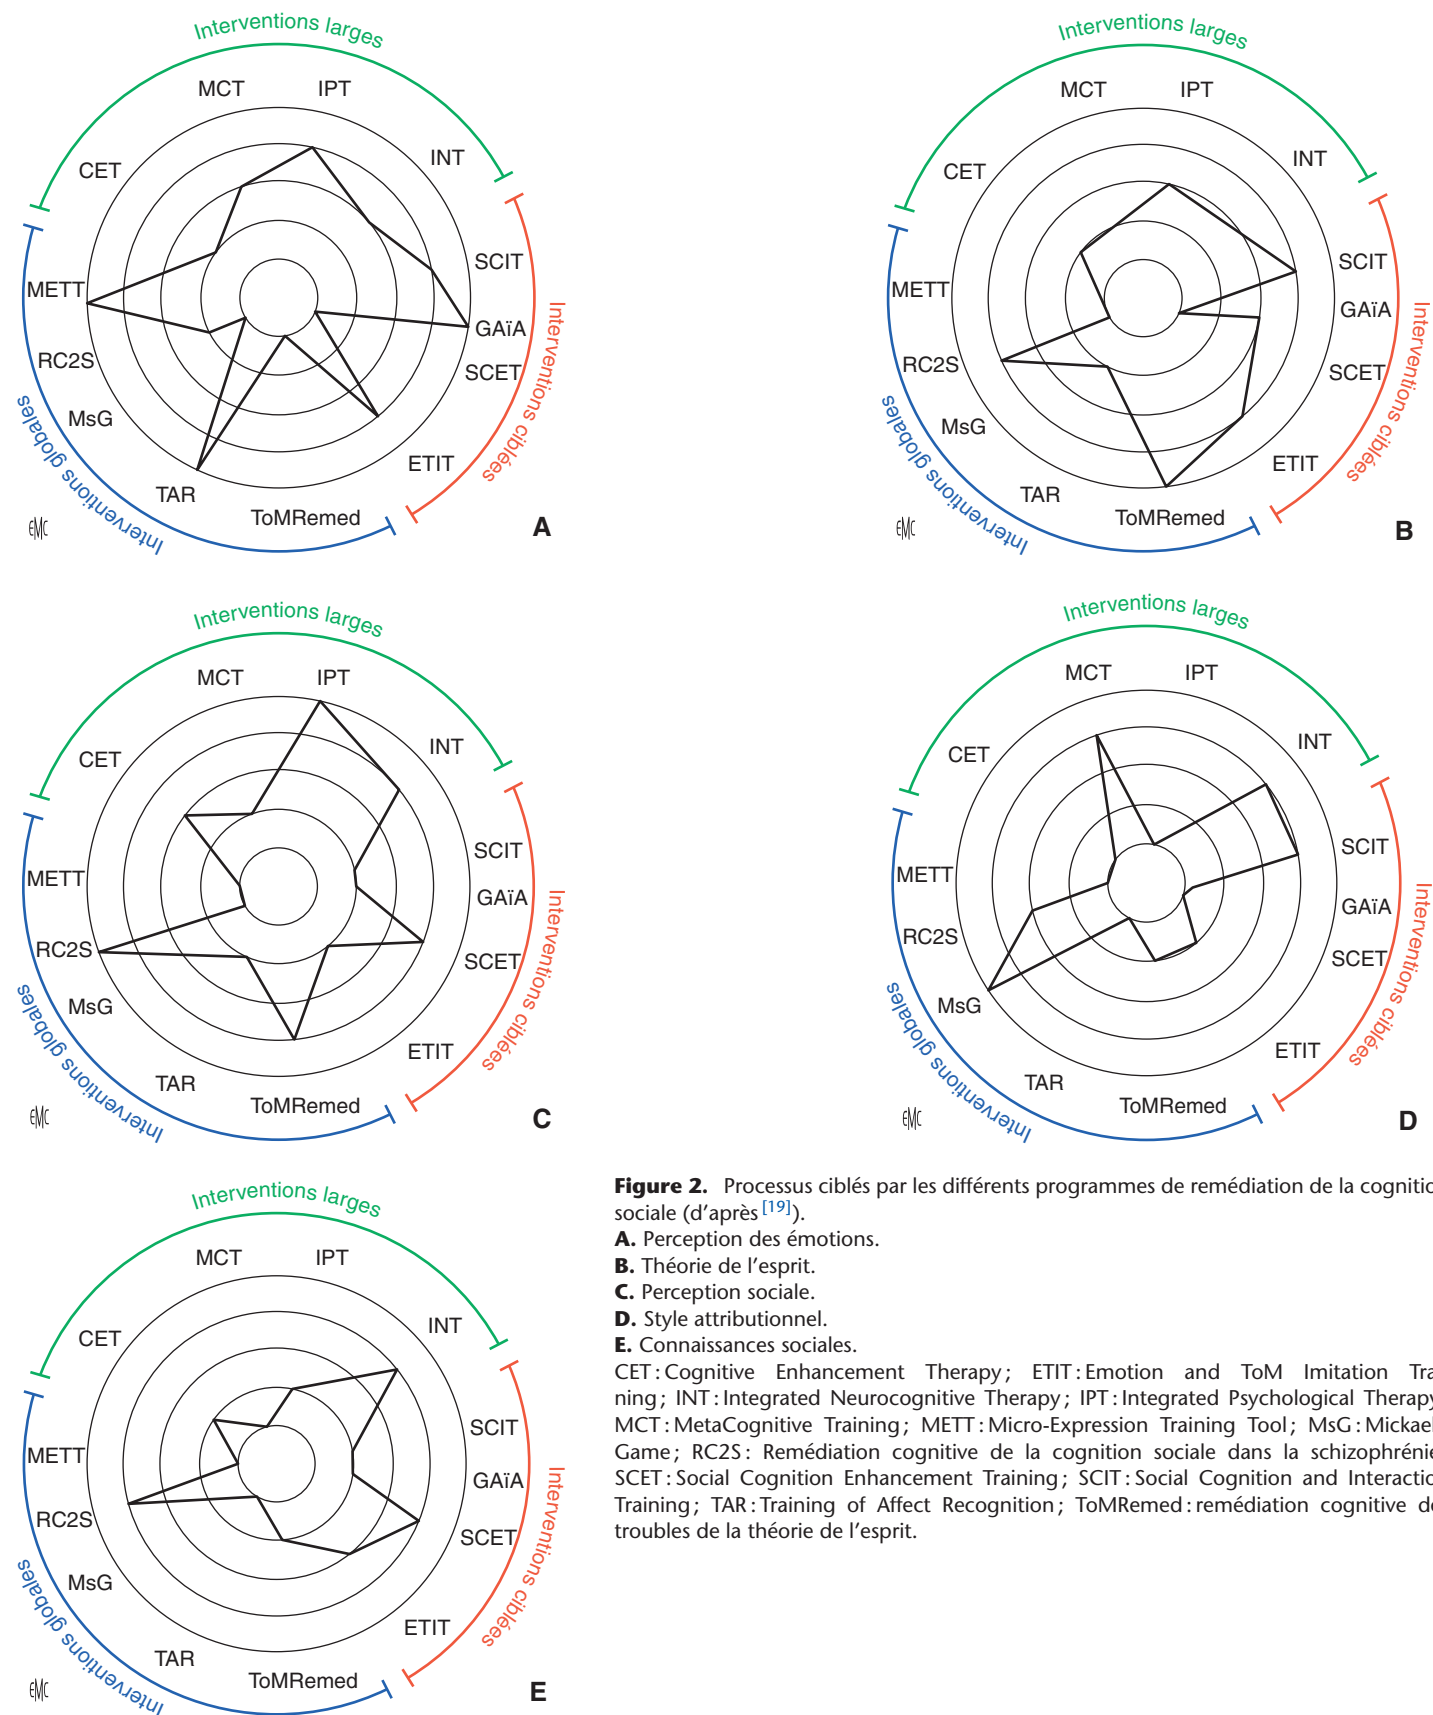 Interventions larges
MCT
IPT
CET
INT
METT
SCIT
GAïA
RC2S
SCET
MsG
ETIT
TAR
ToMRemed
Interventions globales
Interventions ciblées
EMC
A
Interventions larges
MCT
IPT
CET
INT
METT
SCIT
GAïA
RC2S
SCET
MsG
ETIT
TAR
ToMRemed
Interventions globales
Interventions ciblées
EMC
B
Interventions larges
MCT
IPT
CET
INT
METT
SCIT
GAïA
RC2S
SCET
MsG
ETIT
TAR
ToMRemed
Interventions globales
Interventions ciblées
EMC
C
Interventions larges
MCT
IPT
CET
INT
METT
SCIT
GAïA
RC2S
SCET
MsG
ETIT
TAR
ToMRemed
Interventions globales
Interventions ciblées
EMC
D
Interventions larges
MCT
IPT
CET
INT
METT
SCIT
GAïA
RC2S
SCET
MsG
ETIT
TAR
ToMRemed
Interventions globales
Interventions ciblées
EMC
E
Figure 2. Processus ciblés par les différents programmes de remédiation de la cognitio
sociale (d'après [19]).
A. Perception des émotions.
B. Théorie de l'esprit.
C. Perception sociale.
D. Style attributionnel.
E. Connaissances sociales.
CET : Cognitive Enhancement Therapy ; ETIT : Emotion and ToM Imitation Tra
ning ; INT : Integrated Neurocognitive Therapy ; IPT : Integrated Psychological Therapy
MCT : MetaCognitive Training ; METT : Micro-Expression Training Tool ; MsG : Mickael
Game ; RC2S : Remédiation cognitive de la cognition sociale dans la schizophrénie
SCET : Social Cognition Enhancement Training ; SCIT : Social Cognition and Interactio
Training ; TAR : Training of Affect Recognition ; ToMRemed : remédiation cognitive de
troubles de la théorie de l'esprit.